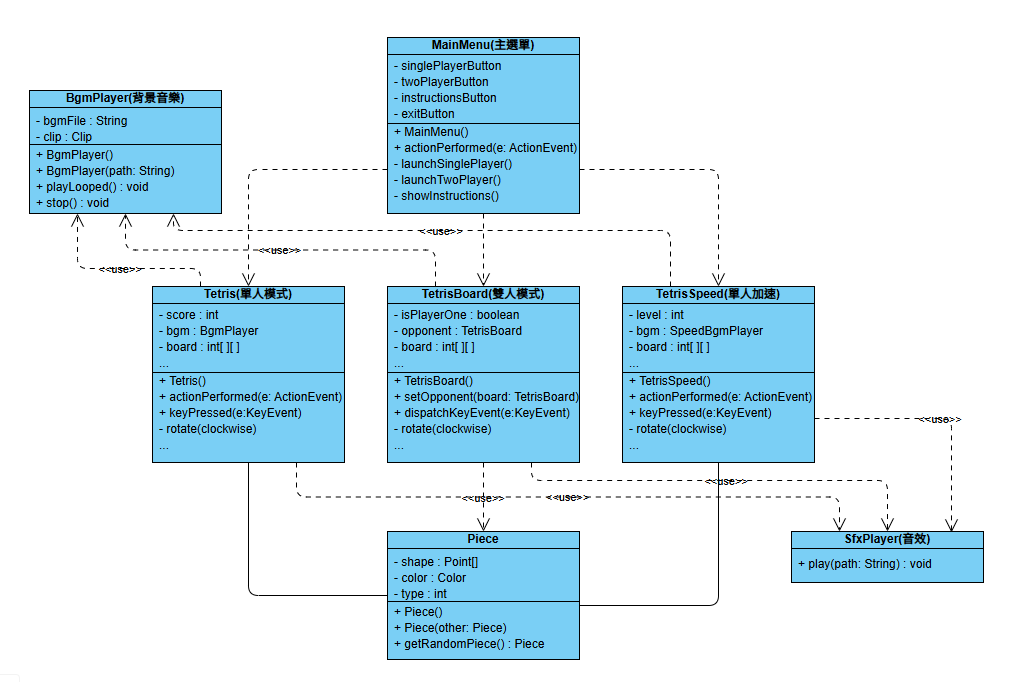 MainMenu(主選單)
- singlePlayerButton
- twoPlayerButton
- instructionsButton
- exitButton
+ MainMenu()
+ actionPerformed(e: ActionEvent)
- launchSinglePlayer()
- launchTwoPlayer()
- showInstructions()
BgmPlayer(背景音樂)
- bgmFile : String
- clip : Clip
+ BgmPlayer()
+ BgmPlayer(path: String)
+ playLooped() : void
+ stop() : void
<<use>>
<<use>>
<<use>>
Tetris(單人模式)
- score : int
- bgm : BgmPlayer
- board : int[ ][ ]
...
+ Tetris()
+ actionPerformed(e: ActionEvent)
+ keyPressed(e:KeyEvent)
- rotate(clockwise)
...
TetrisBoard(雙人模式)
- isPlayerOne : boolean
- opponent : TetrisBoard
- board : int[ ][ ]
...
+ TetrisBoard()
+ setOpponent(board: TetrisBoard)
+ dispatchKeyEvent(e:KeyEvent)
- rotate(clockwise)
...
TetrisSpeed(單人加速)
- level : int
- bgm : SpeedBgmPlayer
- board : int[ ][ ]
...
+ TetrisSpeed()
+ actionPerformed(e: ActionEvent)
+ keyPressed(e:KeyEvent)
- rotate(clockwise)
...
<<use>>
<<use>>
<<use>>
<<use>>
Piece
- shape : Point[]
- color : Color
- type : int
+ Piece()
+ Piece(other: Piece)
+ getRandomPiece() : Piece
SfxPlayer(音效)
+ play(path: String) : void